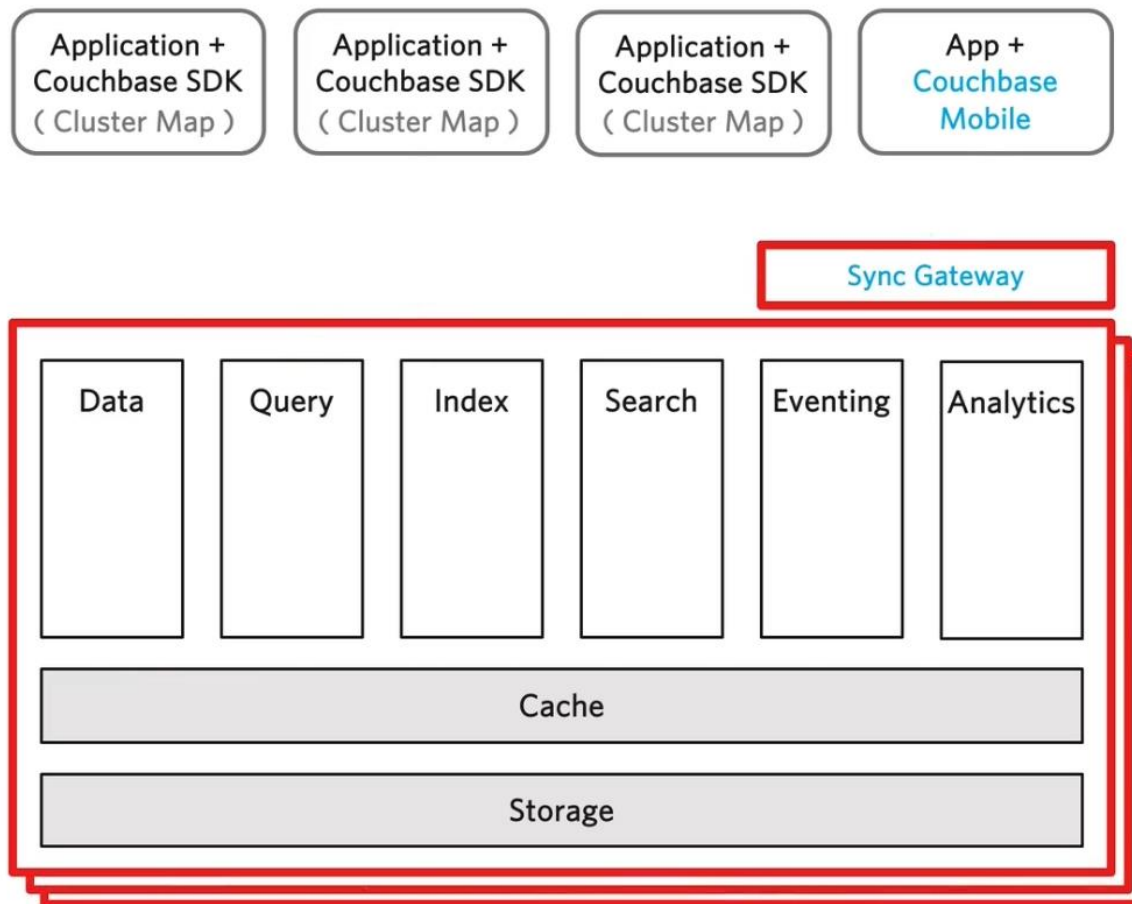 Application +
Couchbase SDK
( Cluster Map )
Application +
Couchbase SDK
( Cluster Map )
Application +
Couchbase SDK
( Cluster Map )
App +
Couchbase
Mobile
Sync Gateway
Data
Query
Index
Search
Eventing
Analytics
Cache
Storage